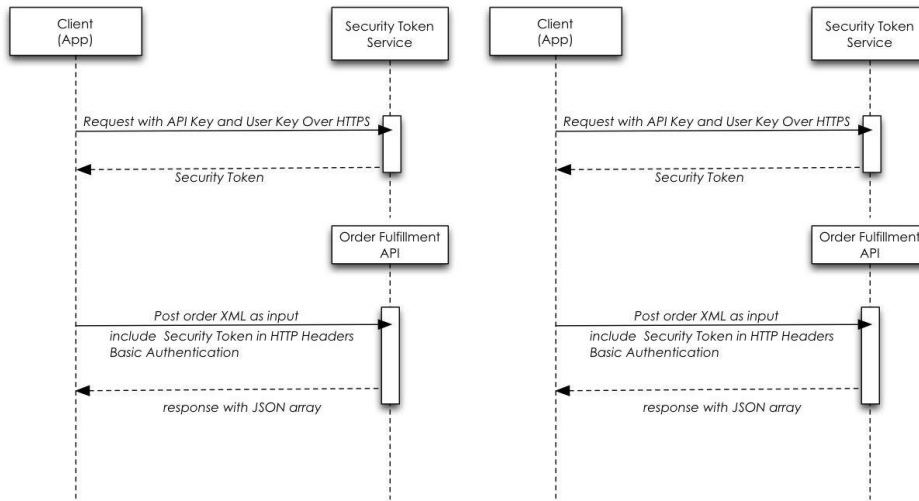 Client
(App)
Security Token
Service
Request with API Key and User Key Over HTTPS
Security Token
Order Fulfillment
API
Post order XML as input
include Security Token in HTTP Headers
Basic Authentication
response with JSON array
Client
(App)
Security Token
Service
Request with API Key and User Key Over HTTPS
Security Token
Order Fulfillment
API
Post order XML as input
include Security Token in HTTP Headers
Basic Authentication
response with JSON array